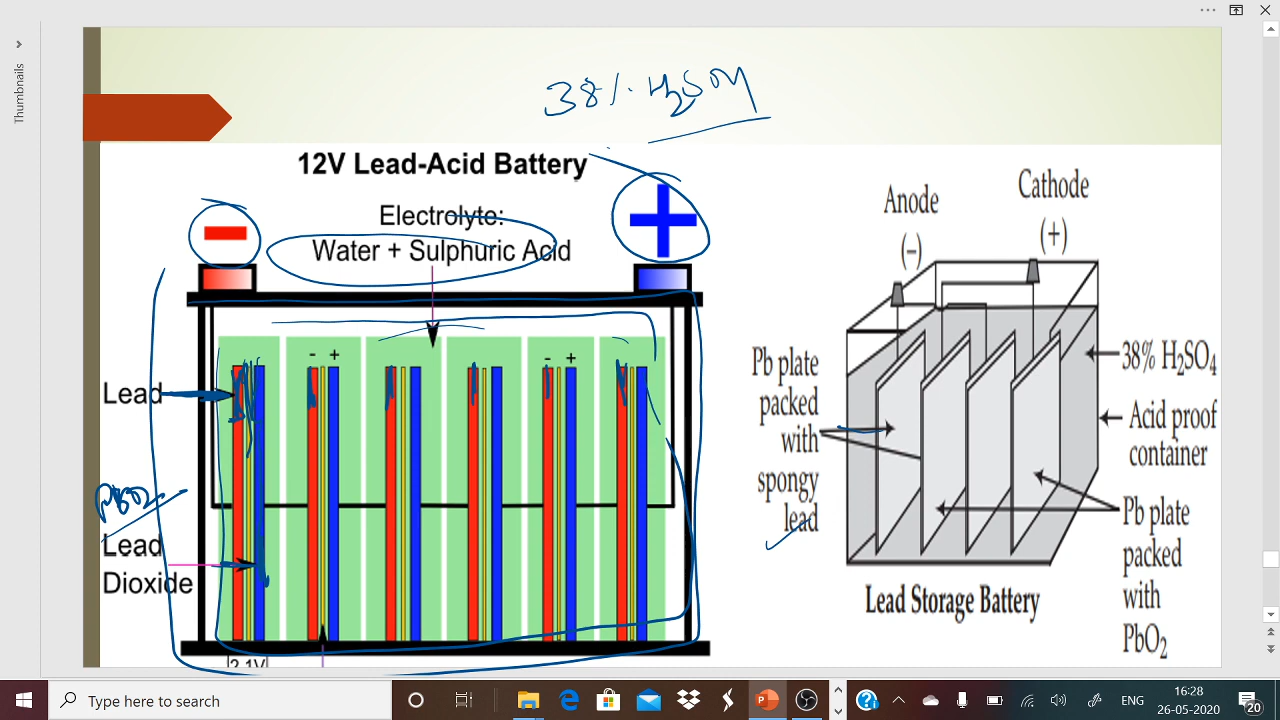 Thumbnails
38% H2SO4
12V Lead-Acid Battery
Electrolyte:
Water + Sulphuric Acid
- +
- +
Lead
PbO2
Lead
Dioxide
2.1V
Anode
(–)
Cathode
(+)
Pb plate
packed
with
spongy
lead
38% H₂SO₄
Acid proof
container
Pb plate
packed
with
PbO₂
Lead Storage Battery
Type here to search
ENG
16:28
26-05-2020
20